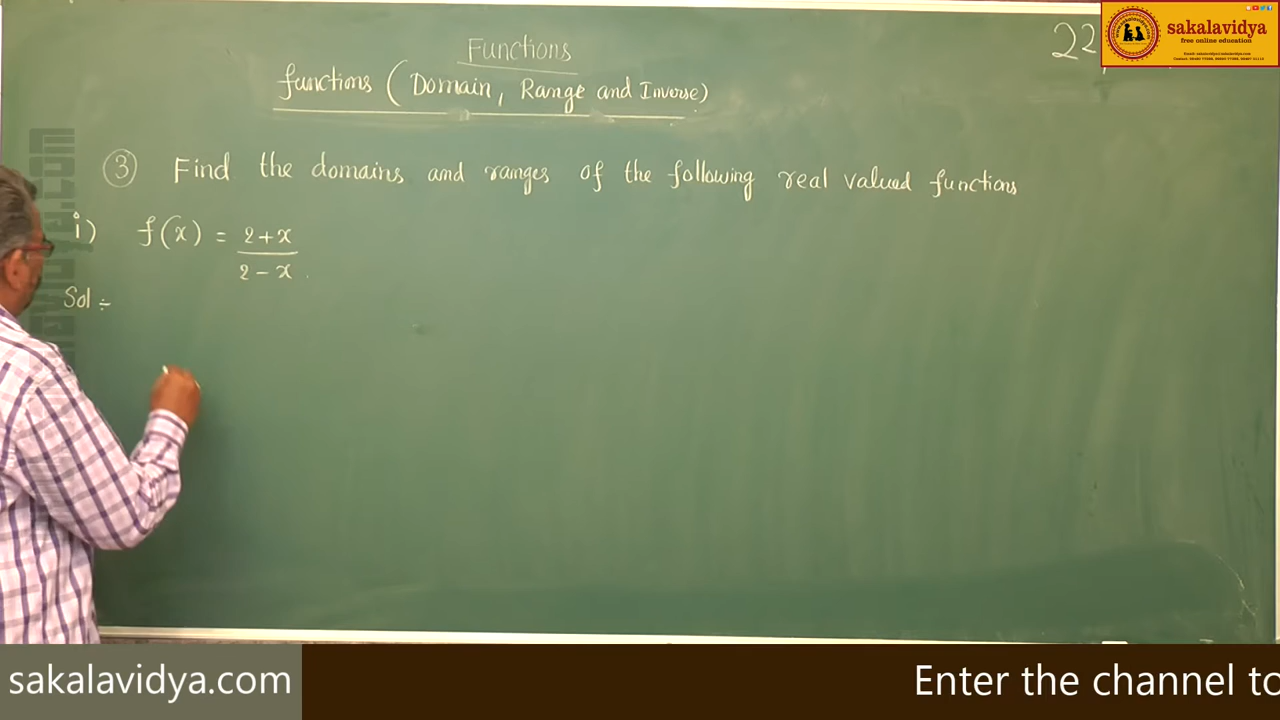 Functions
functions (Domain, Range and Inverse)
22
sakalavidya
free online education
③ Find the domains and ranges of the following real valued functions
i) f(x) = 2+x
2-x.
Sol ÷
sakalavidya.com
Enter the channel to